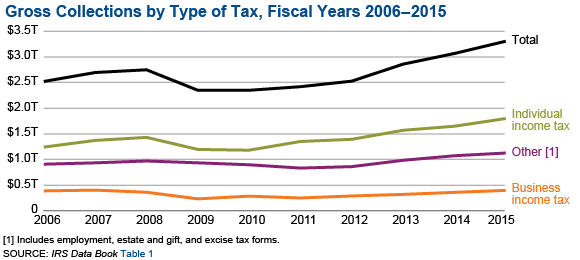 Gross Collections by Type of Tax, Fiscal Years 2006–2015
$3.5T
$3.0T
$2.5T
$2.0T
$1.5T
$1.0T
$0.5T
0
Total
Individual
income tax
Other [1]
Business
income tax
2006 2007 2008 2009 2010 2011 2012 2013 2014 2015
[1] Includes employment, estate and gift, and excise tax forms.
SOURCE: IRS Data Book Table 1